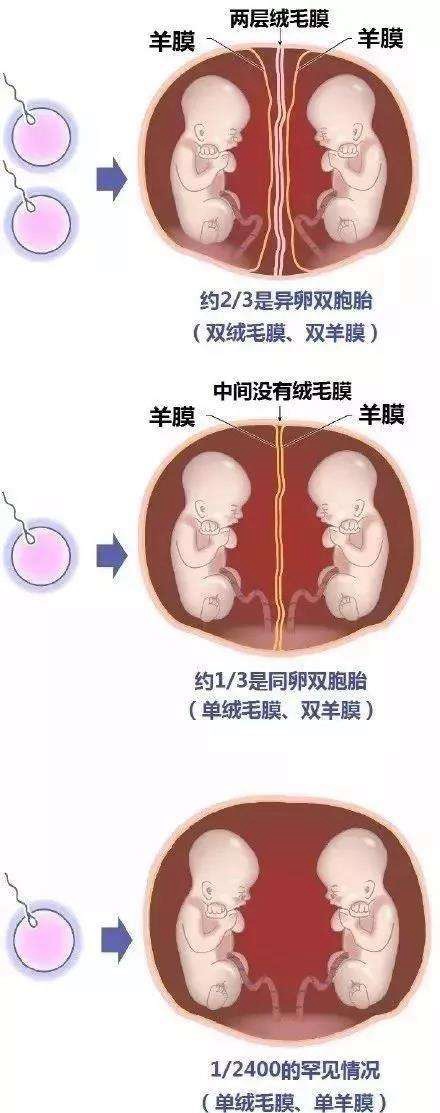 两层绒毛膜
羊膜 羊膜
约2/3是异卵双胞胎
（双绒毛膜、双羊膜）
中间没有绒毛膜
羊膜 羊膜
约1/3是同卵双胞胎
（单绒毛膜、双羊膜）
1/2400的罕见情况
（单绒毛膜、单羊膜）